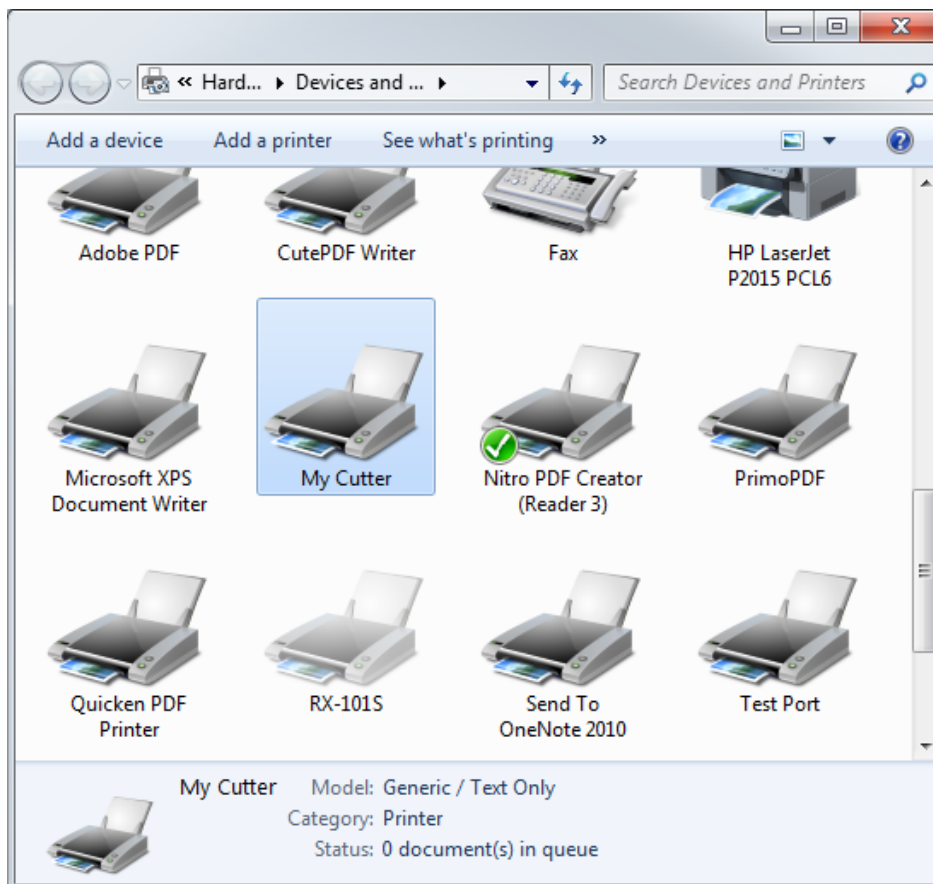 « Hard... ▸ Devices and ... ▸
Search Devices and Printers
Add a device Add a printer See what's printing »
Adobe PDF
CutePDF Writer
Fax
HP LaserJet
P2015 PCL6
Microsoft XPS
Document Writer
My Cutter
Nitro PDF Creator
(Reader 3)
PrimoPDF
Quicken PDF
Printer
RX-101S
Send To
OneNote 2010
Test Port
My Cutter Model: Generic / Text Only
Category: Printer
Status: 0 document(s) in queue